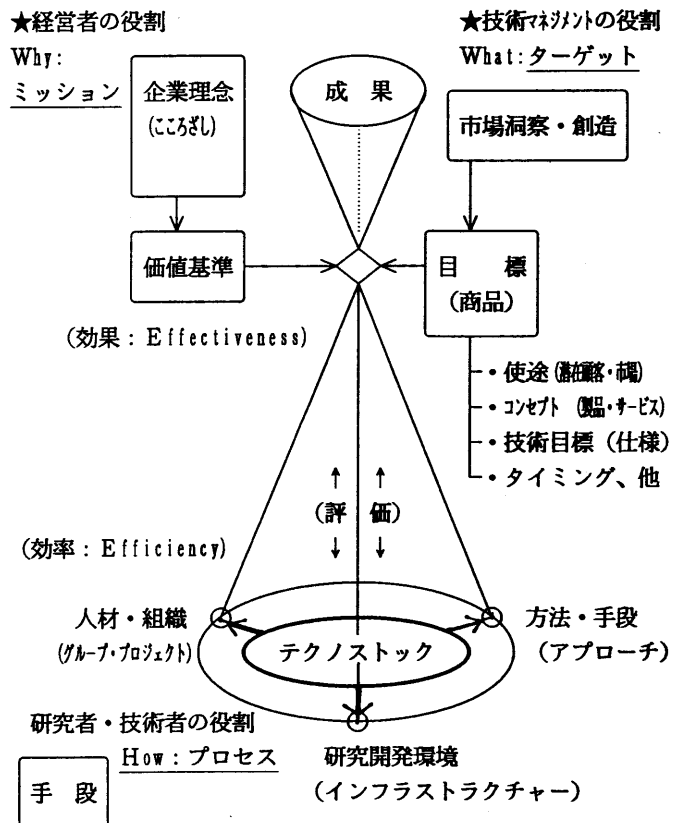 ★経営者の役割
Why:
ミッション
企業理念
(こころざし)
価値基準
成 果
★技術マネジメントの役割
What:ターゲット
市場洞察・創造
目 標
(商品)
(効果：Effectiveness)
・使途
・コンセプト (製品・サービス)
・技術目標（仕様）
・タイミング、他
(評 価)
(効率：Efficiency)
人材・組織
(グループ・プロジェクト)
テクノストック
方法・手段
(アプローチ)
研究者・技術者の役割
How：プロセス
手 段
研究開発環境
(インフラストラクチャー)